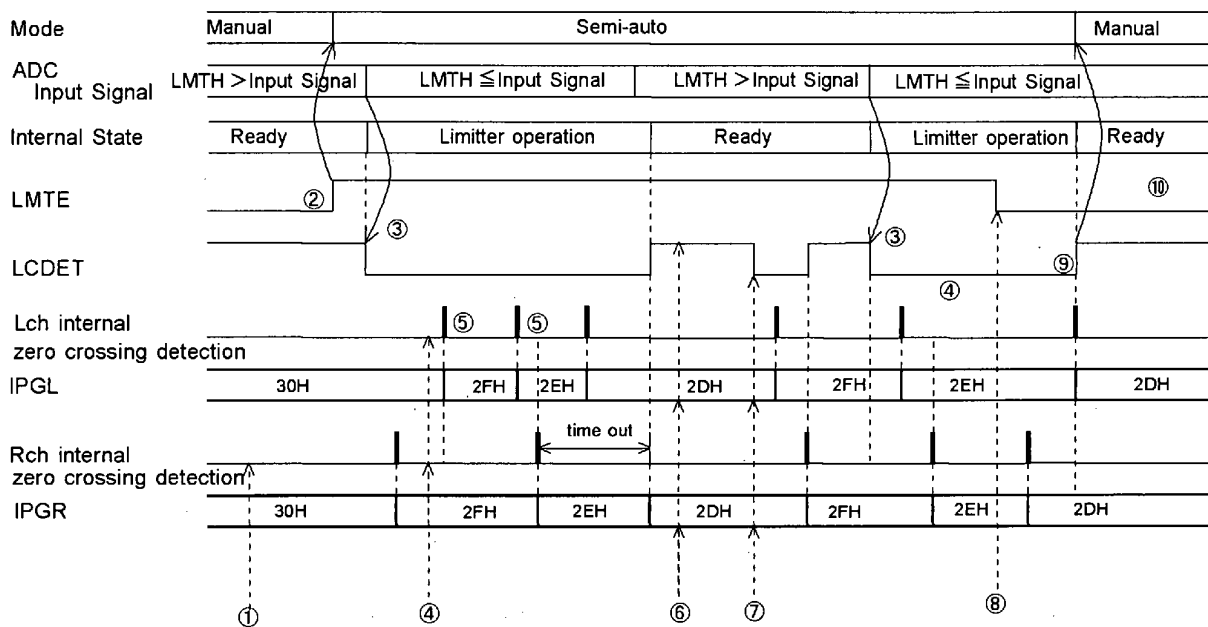 Mode Manual Semi-auto Manual
ADC
Input Signal LMTH > Input Signal LMTH ≦ Input Signal LMTH > Input Signal LMTH ≦ Input Signal
Internal State Ready Limitter operation Ready Limitter operation Ready
LMTE ② ⑩
③ ③
LCDET ④ ⑨
Lch internal ⑤ ⑤
zero crossing detection
IPGL 30H 2FH 2EH 2DH 2FH 2EH 2DH
time out
Rch internal
zero crossing detection
IPGR 30H 2FH 2EH 2DH 2FH 2EH 2DH
① ④ ⑥ ⑦ ⑧